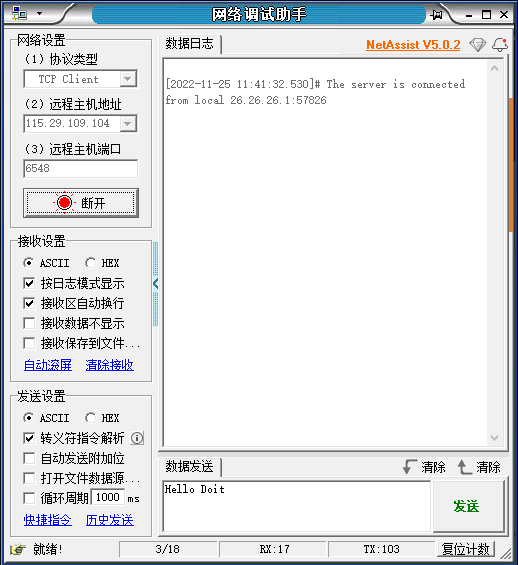 网络调试助手
网络设置
(1) 协议类型
TCP Client
(2) 远程主机地址
115.29.109.104
(3) 远程主机端口
6548
断开
接收设置
ASCII HEX
按日志模式显示
接收区自动换行
接收数据不显示
接收保存到文件...
自动滚屏 清除接收
发送设置
ASCII HEX
转义符指令解析
自动发送附加位
打开文件数据源...
循环周期 1000 ms
快捷指令 历史发送
数据日志 NetAssist V5.0.2
[2022-11-25 11:41:32.530]# The server is connected
from local 26.26.26.1:57826
数据发送 清除 清除
Hello Doit
发送
就绪! 3/18 RX:17 TX:103 复位计数